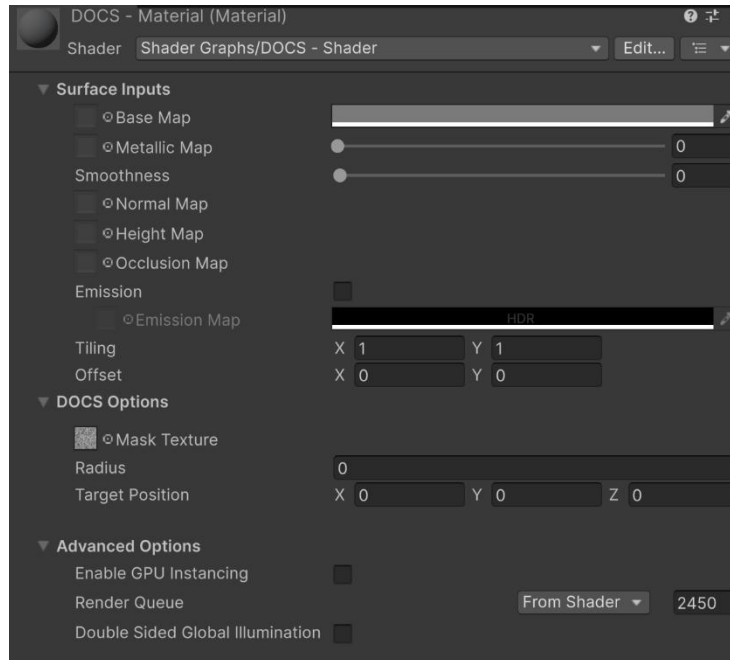 DOCS - Material (Material)
Shader Shader Graphs/DOCS - Shader Edit...
Surface Inputs
Base Map
Metallic Map 0
Smoothness 0
Normal Map
Height Map
Occlusion Map
Emission
Emission Map HDR
Tiling X 1 Y 1
Offset X 0 Y 0
DOCS Options
Mask Texture
Radius 0
Target Position X 0 Y 0 Z 0
Advanced Options
Enable GPU Instancing
Render Queue From Shader 2450
Double Sided Global Illumination